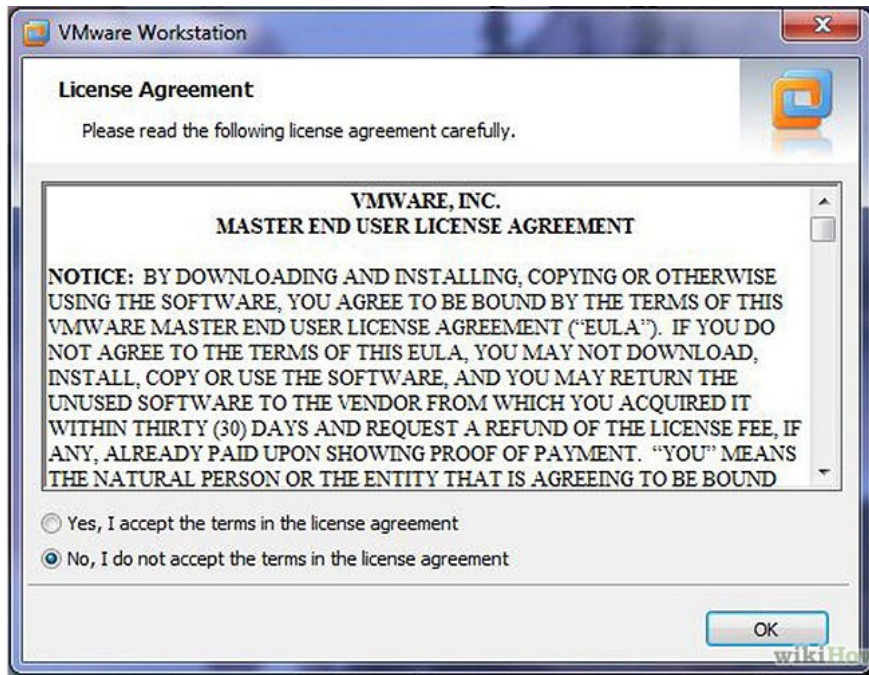 VMware Workstation
License Agreement
Please read the following license agreement carefully.
VMWARE, INC.
MASTER END USER LICENSE AGREEMENT
NOTICE: BY DOWNLOADING AND INSTALLING, COPYING OR OTHERWISE
USING THE SOFTWARE, YOU AGREE TO BE BOUND BY THE TERMS OF THIS
VMWARE MASTER END USER LICENSE AGREEMENT (“EULA”). IF YOU DO
NOT AGREE TO THE TERMS OF THIS EULA, YOU MAY NOT DOWNLOAD,
INSTALL, COPY OR USE THE SOFTWARE, AND YOU MAY RETURN THE
UNUSED SOFTWARE TO THE VENDOR FROM WHICH YOU ACQUIRED IT
WITHIN THIRTY (30) DAYS AND REQUEST A REFUND OF THE LICENSE FEE, IF
ANY, ALREADY PAID UPON SHOWING PROOF OF PAYMENT. “YOU” MEANS
THE NATURAL PERSON OR THE ENTITY THAT IS AGREEING TO BE BOUND
Yes, I accept the terms in the license agreement
No, I do not accept the terms in the license agreement
OK
wikiHow